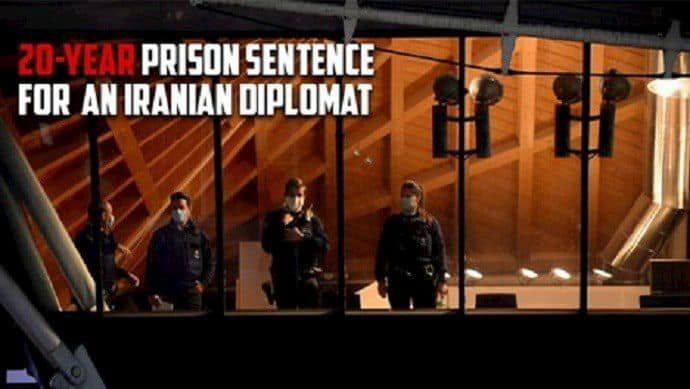 20-YEAR PRISON SENTENCE
FOR AN IRANIAN DIPLOMAT